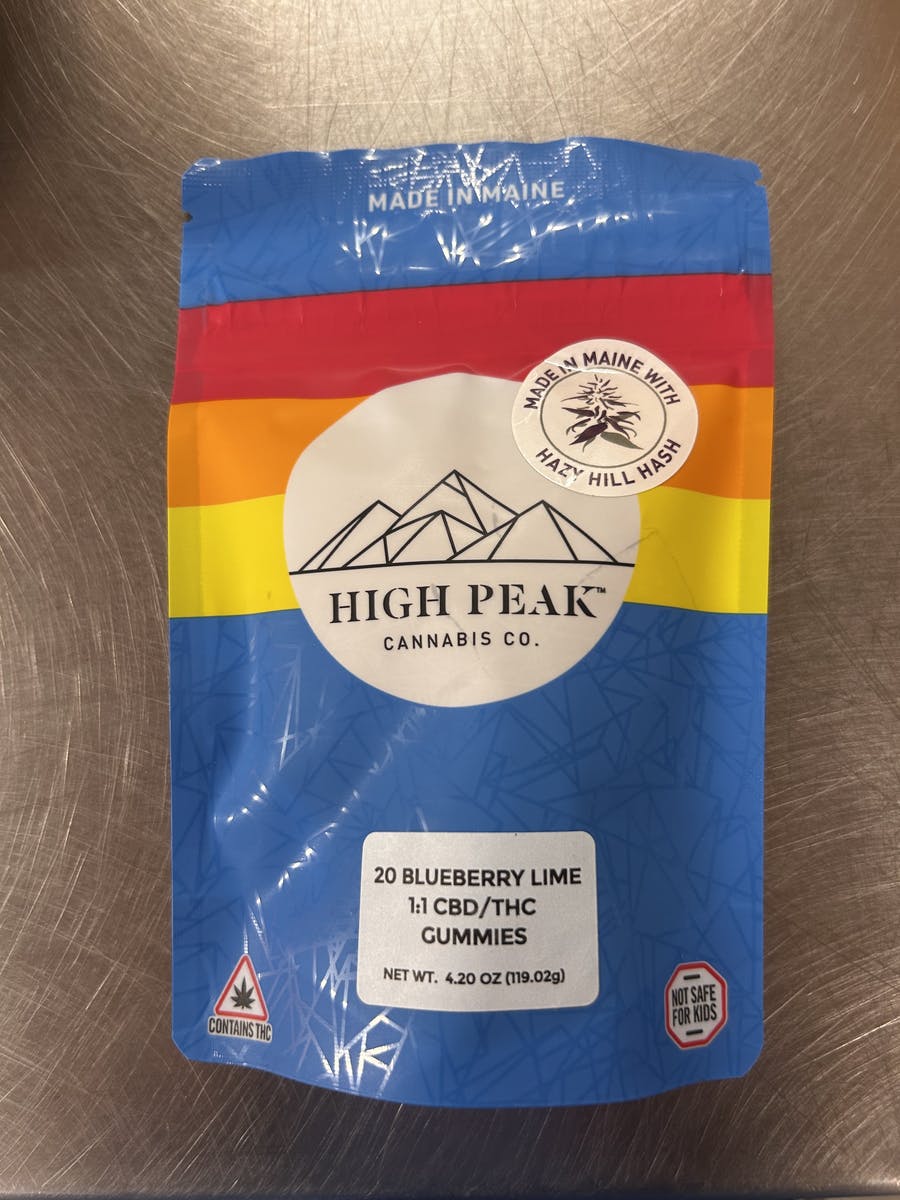 MADE IN MAINE
MADE IN MAINE WITH
HAZY HILL HASH
HIGH PEAK™
CANNABIS CO.
20 BLUEBERRY LIME
1:1 CBD/THC
GUMMIES
NET WT. 4.20 OZ (119.02g)
CONTAINS THC
NOT SAFE
FOR KIDS